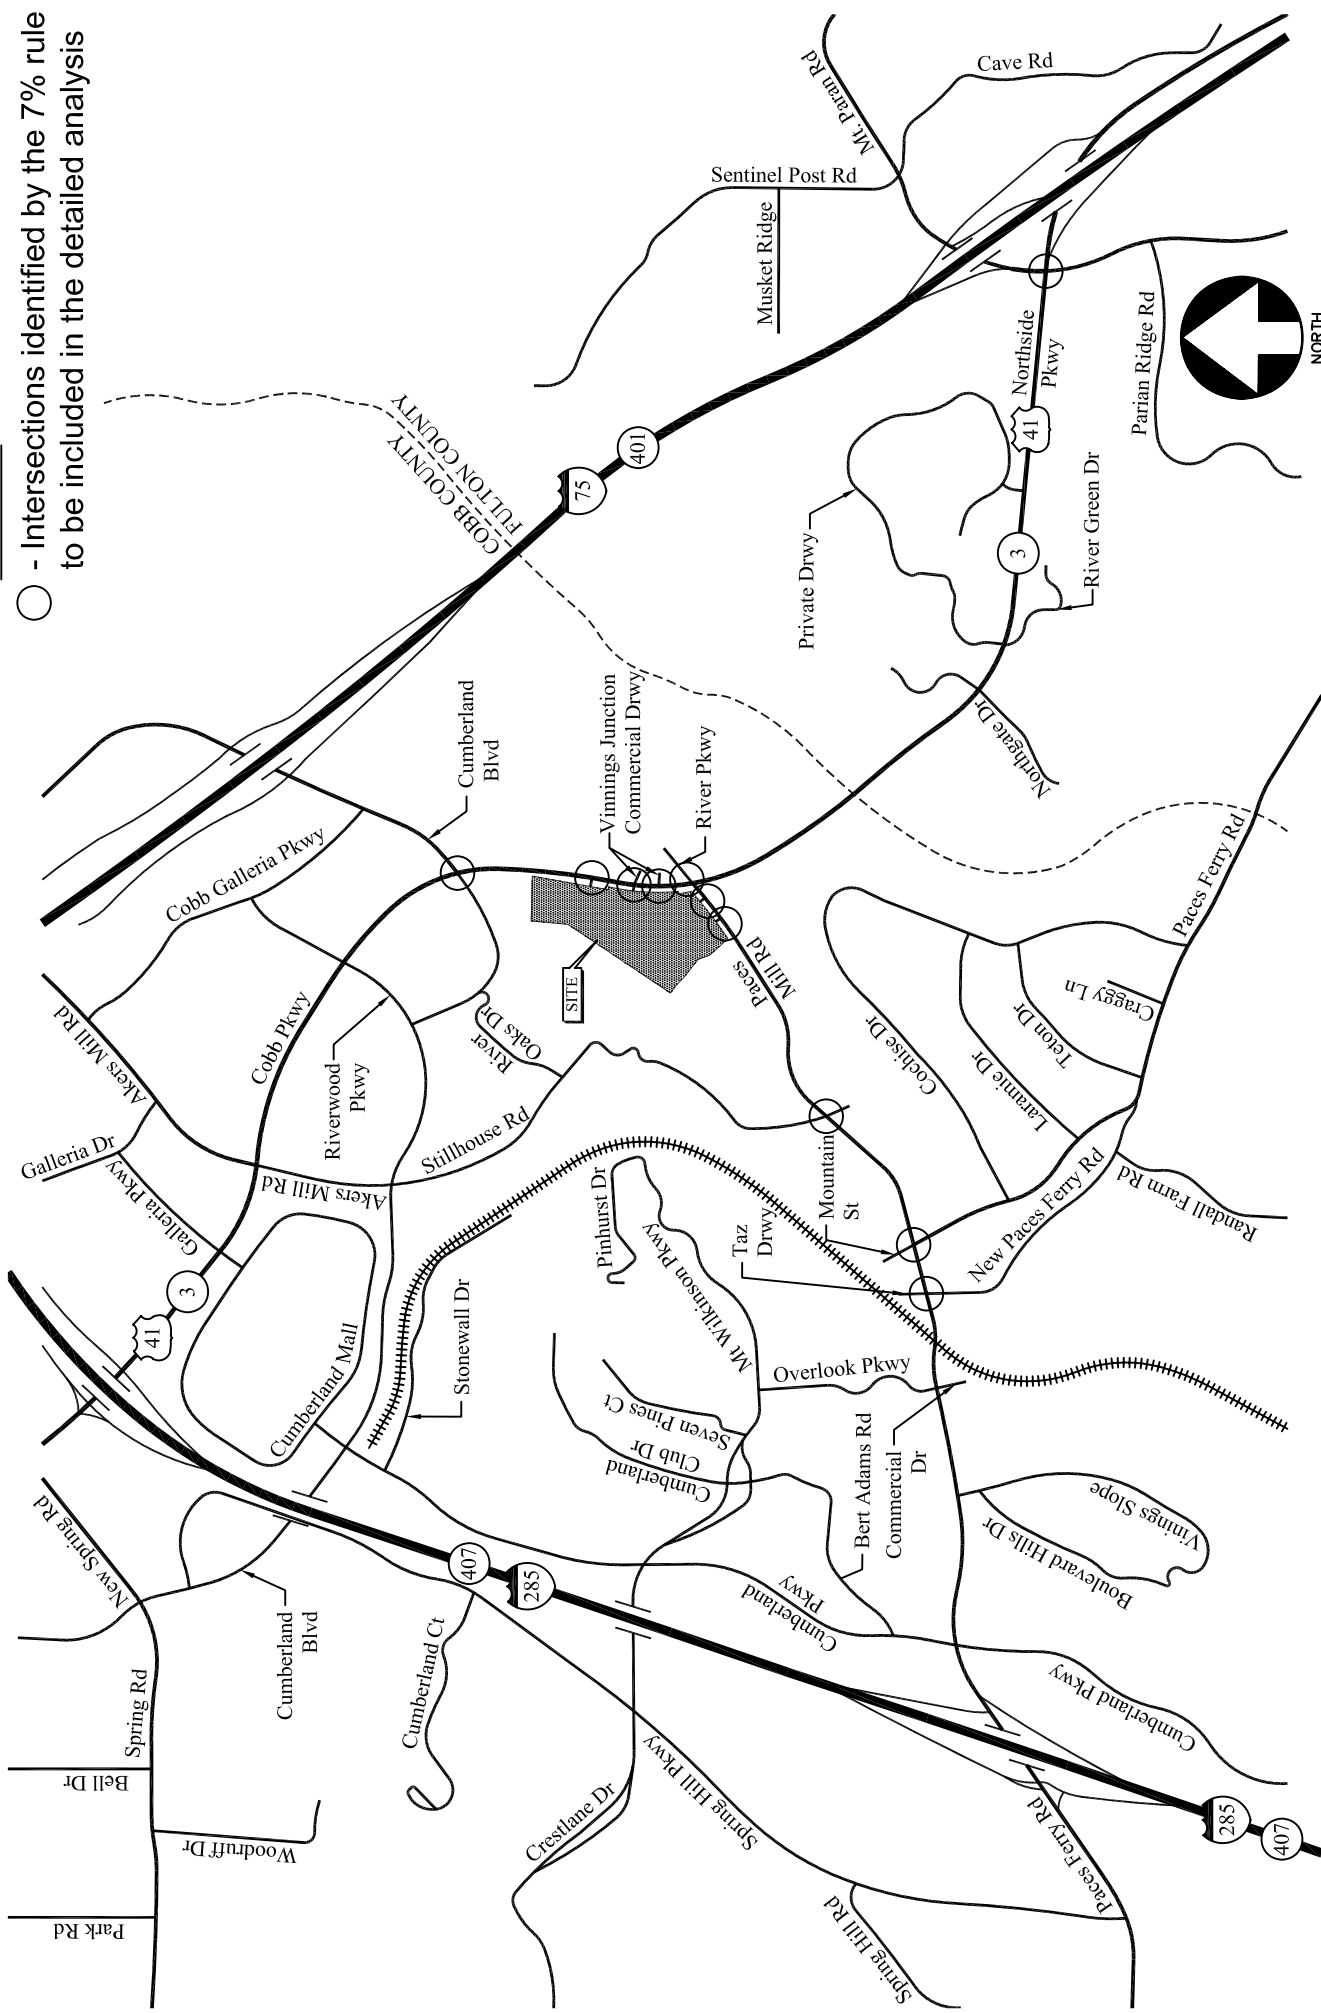 - Intersections identified by the 7% rule
to be included in the detailed analysis
Mt. Paran Rd
Cave Rd
Sentinel Post Rd
Musket Ridge
Northside
Pkwy
Parian Ridge Rd
NORTH
COBB COUNTY
FULTON COUNTY
75
401
41
3
Private Drwy
River Green Dr
Northgate Dr
Cumberland
Blvd
Vinnings Junction
Commercial Drwy
River Pkwy
Cobb Galleria Pkwy
SITE
Paces
Mill Rd
Paces Ferry Rd
Craggy Ln
Teton Dr
Laramie Dr
Cochise Dr
Akers Mill Rd
Cobb Pkwy
Riverwood
Pkwy
River
Oaks Dr
Stillhouse Rd
Galleria Dr
Galleria Pkwy
Akers Mill Rd
Mountain
St
Taz
Drwy
New Paces Ferry Rd
Randall Farm Rd
Pinhurst Dr
Mt Wilkinson Pkwy
3
41
Cumberland Mall
Stonewall Dr
Overlook Pkwy
Seven Pines Ct
Cumberland
Club Dr
Bert Adams Rd
Commercial
Dr
Vinings Slope
Boulevard Hills Dr
New Spring Rd
407
285
Cumberland
Pkwy
Cumberland
Blvd
Cumberland Ct
Cumberland Pkwy
Spring Rd
Bell Dr
Woodruff Dr
Park Rd
Crestlane Dr
Spring Hill Pkwy
Spring Hill Rd
Paces Ferry Rd
285
407